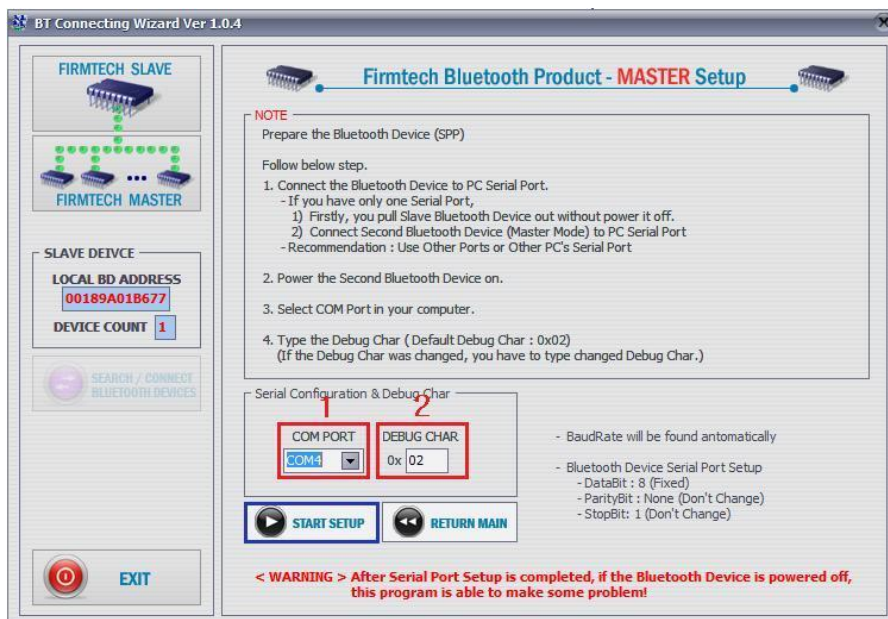 BT Connecting Wizard Ver 1.0.4
FIRMTECH SLAVE
FIRMTECH MASTER
SLAVE DEIVCE
LOCAL BD ADDRESS
00189A01B677
DEVICE COUNT 1
SEARCH / CONNECT
BLUETOOTH DEVICES
EXIT
Firmtech Bluetooth Product - MASTER Setup
NOTE
Prepare the Bluetooth Device (SPP)
Follow below step.
1. Connect the Bluetooth Device to PC Serial Port.
- If you have only one Serial Port,
1) Firstly, you pull Slave Bluetooth Device out without power it off.
2) Connect Second Bluetooth Device (Master Mode) to PC Serial Port
- Recommendation : Use Other Ports or Other PC's Serial Port
2. Power the Second Bluetooth Device on.
3. Select COM Port in your computer.
4. Type the Debug Char ( Default Debug Char : 0x02)
(If the Debug Char was changed, you have to type changed Debug Char.)
Serial Configuration & Debug Char
1 2
COM PORT DEBUG CHAR
COM4 0x 02
START SETUP RETURN MAIN
- BaudRate will be found antomatically
- Bluetooth Device Serial Port Setup
- DataBit : 8 (Fixed)
- ParityBit : None (Don't Change)
- StopBit: 1 (Don't Change)
< WARNING > After Serial Port Setup is completed, if the Bluetooth Device is powered off,
this program is able to make some problem!